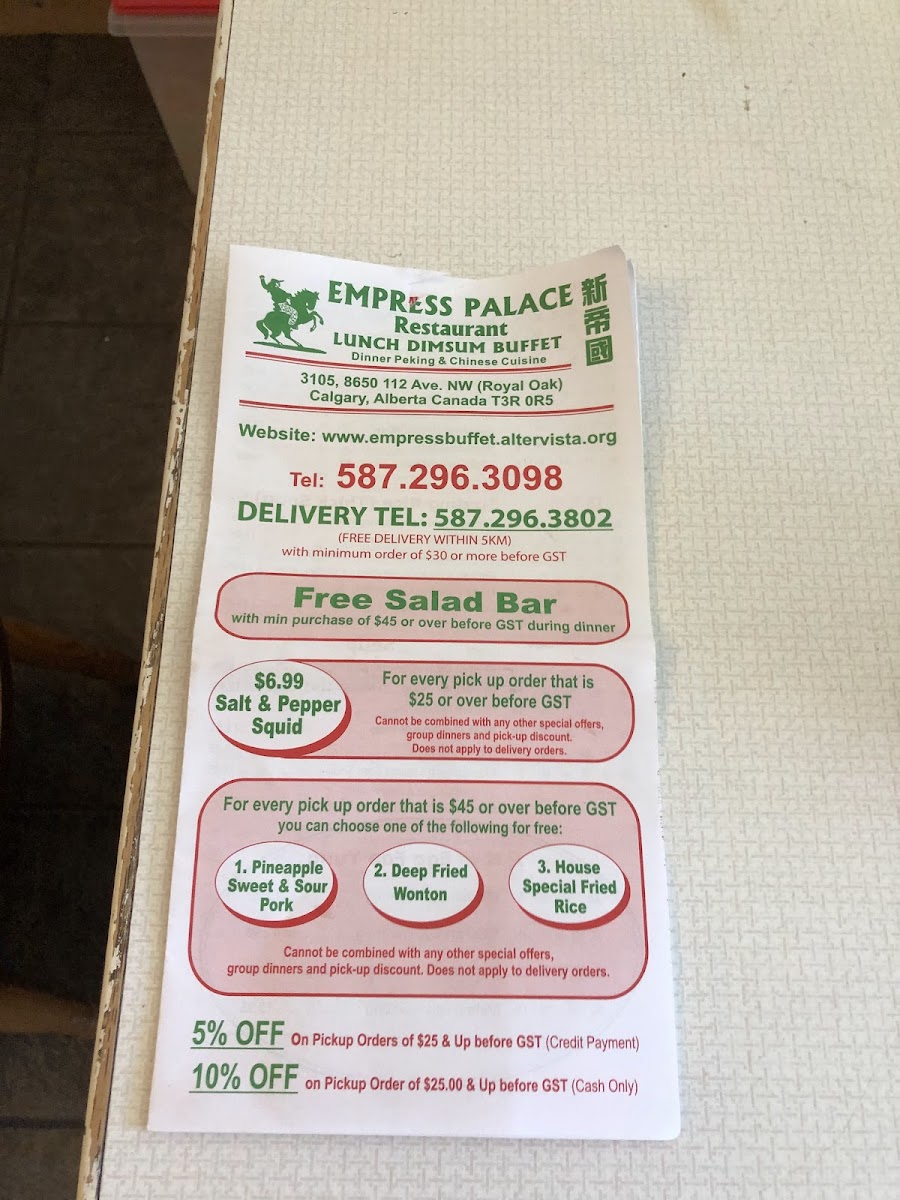 EMPRESS PALACE
Restaurant
LUNCH DIMSUM BUFFET
Dinner Peking & Chinese Cuisine
新帝國
3105, 8650 112 Ave. NW (Royal Oak)
Calgary, Alberta Canada T3R 0R5
Website: www.empressbuffet.altervista.org
Tel: 587.296.3098
DELIVERY TEL: 587.296.3802
(FREE DELIVERY WITHIN 5KM)
with minimum order of $30 or more before GST
Free Salad Bar
with min purchase of $45 or over before GST during dinner
$6.99
Salt & Pepper
Squid
For every pick up order that is
$25 or over before GST
Cannot be combined with any other special offers,
group dinners and pick-up discount.
Does not apply to delivery orders.
For every pick up order that is $45 or over before GST
you can choose one of the following for free:
1. Pineapple
Sweet & Sour
Pork
2. Deep Fried
Wonton
3. House
Special Fried
Rice
Cannot be combined with any other special offers,
group dinners and pick-up discount. Does not apply to delivery orders.
5% OFF On Pickup Orders of $25 & Up before GST (Credit Payment)
10% OFF on Pickup Order of $25.00 & Up before GST (Cash Only)